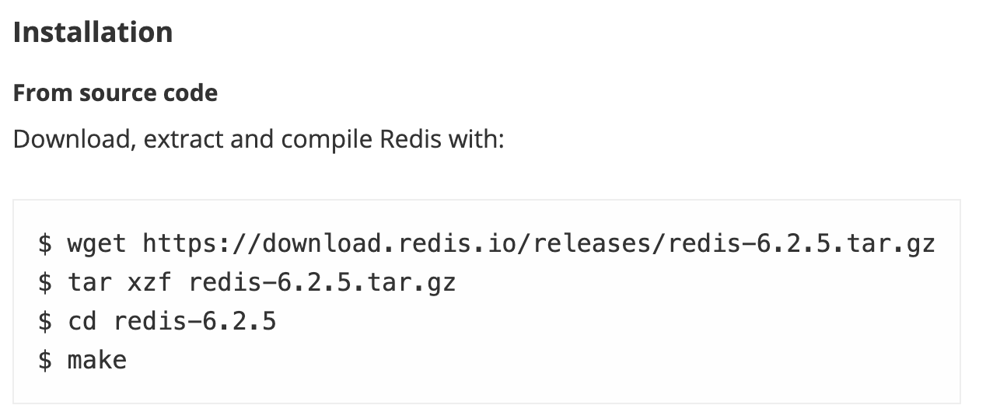 Installation
From source code
Download, extract and compile Redis with:
$ wget https://download.redis.io/releases/redis-6.2.5.tar.gz
$ tar xzf redis-6.2.5.tar.gz
$ cd redis-6.2.5
$ make